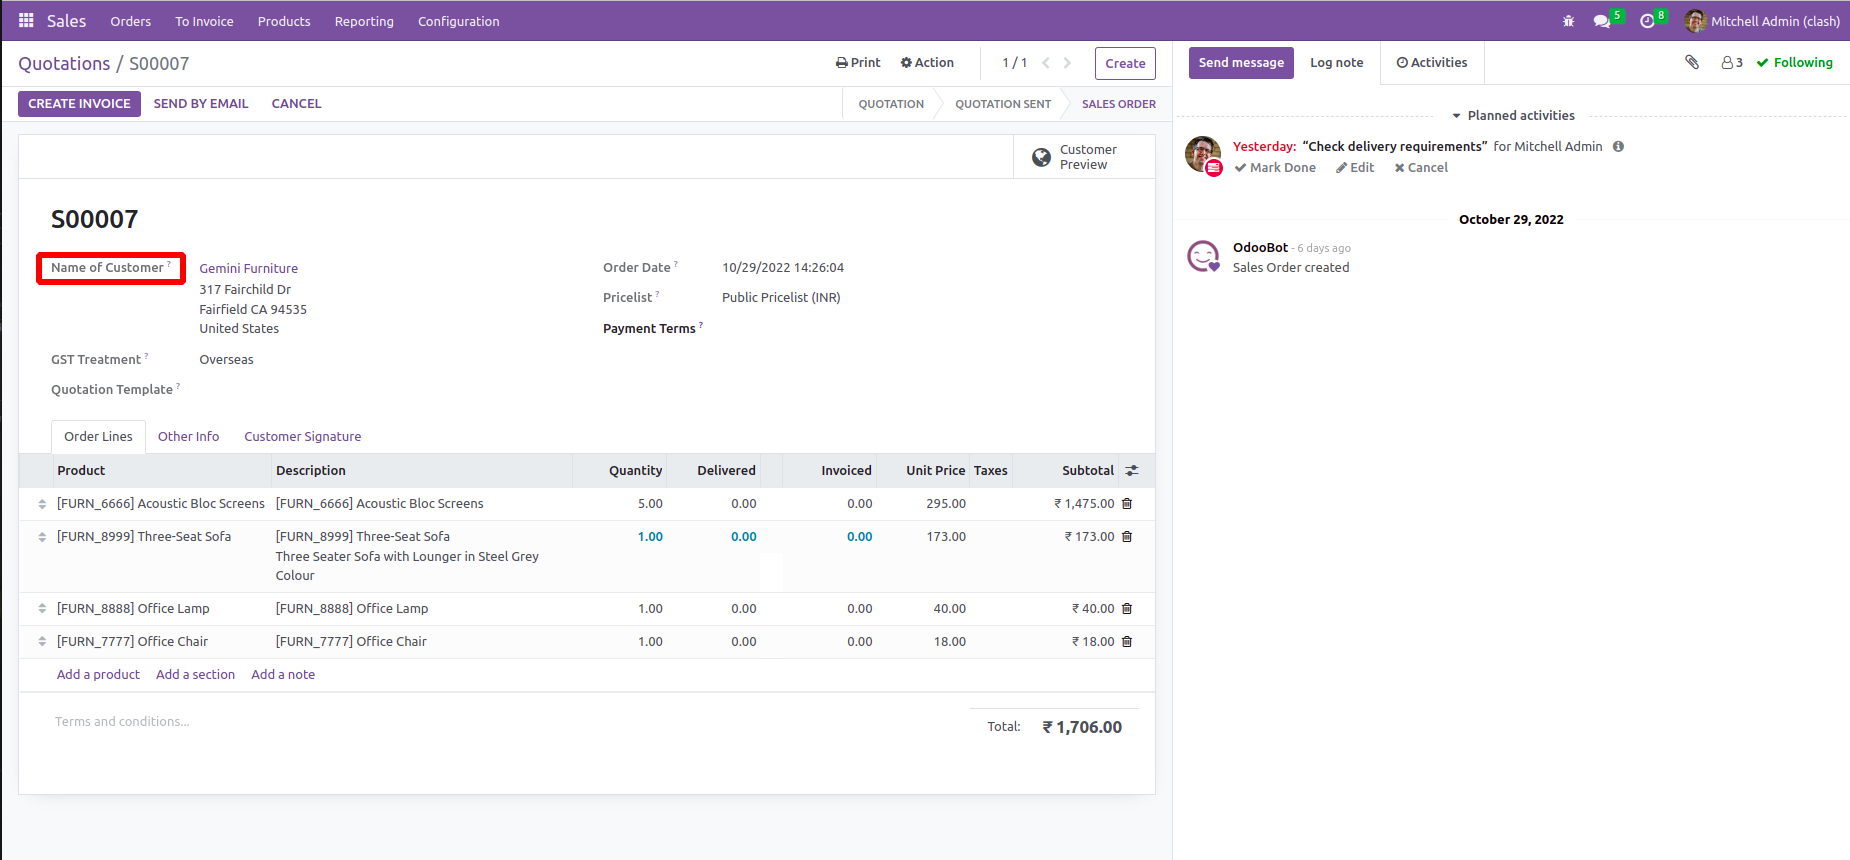 Sales Orders To Invoice Products Reporting Configuration 5 8 Mitchell Admin (clash)
Quotations / S00007 Print Action 1 / 1 Create Send message Log note Activities 3 Following
CREATE INVOICE SEND BY EMAIL CANCEL QUOTATION QUOTATION SENT SALES ORDER
Customer
Preview
S00007
Name of Customer ? Gemini Furniture
317 Fairchild Dr
Fairfield CA 94535
United States
GST Treatment ? Overseas
Quotation Template ?
Order Date ? 10/29/2022 14:26:04
Pricelist ? Public Pricelist (INR)
Payment Terms ?
Order Lines Other Info Customer Signature
Product Description Quantity Delivered Invoiced Unit Price Taxes Subtotal
[FURN_6666] Acoustic Bloc Screens [FURN_6666] Acoustic Bloc Screens 5.00 0.00 0.00 295.00 ₹ 1,475.00
[FURN_8999] Three-Seat Sofa [FURN_8999] Three-Seat Sofa 1.00 0.00 0.00 173.00 ₹ 173.00
Three Seater Sofa with Lounger in Steel Grey
Colour
[FURN_8888] Office Lamp [FURN_8888] Office Lamp 1.00 0.00 0.00 40.00 ₹ 40.00
[FURN_7777] Office Chair [FURN_7777] Office Chair 1.00 0.00 0.00 18.00 ₹ 18.00
Add a product Add a section Add a note
Terms and conditions...
Total: ₹ 1,706.00
Planned activities
Yesterday: “Check delivery requirements” for Mitchell Admin
Mark Done Edit Cancel
October 29, 2022
OdooBot - 6 days ago
Sales Order created